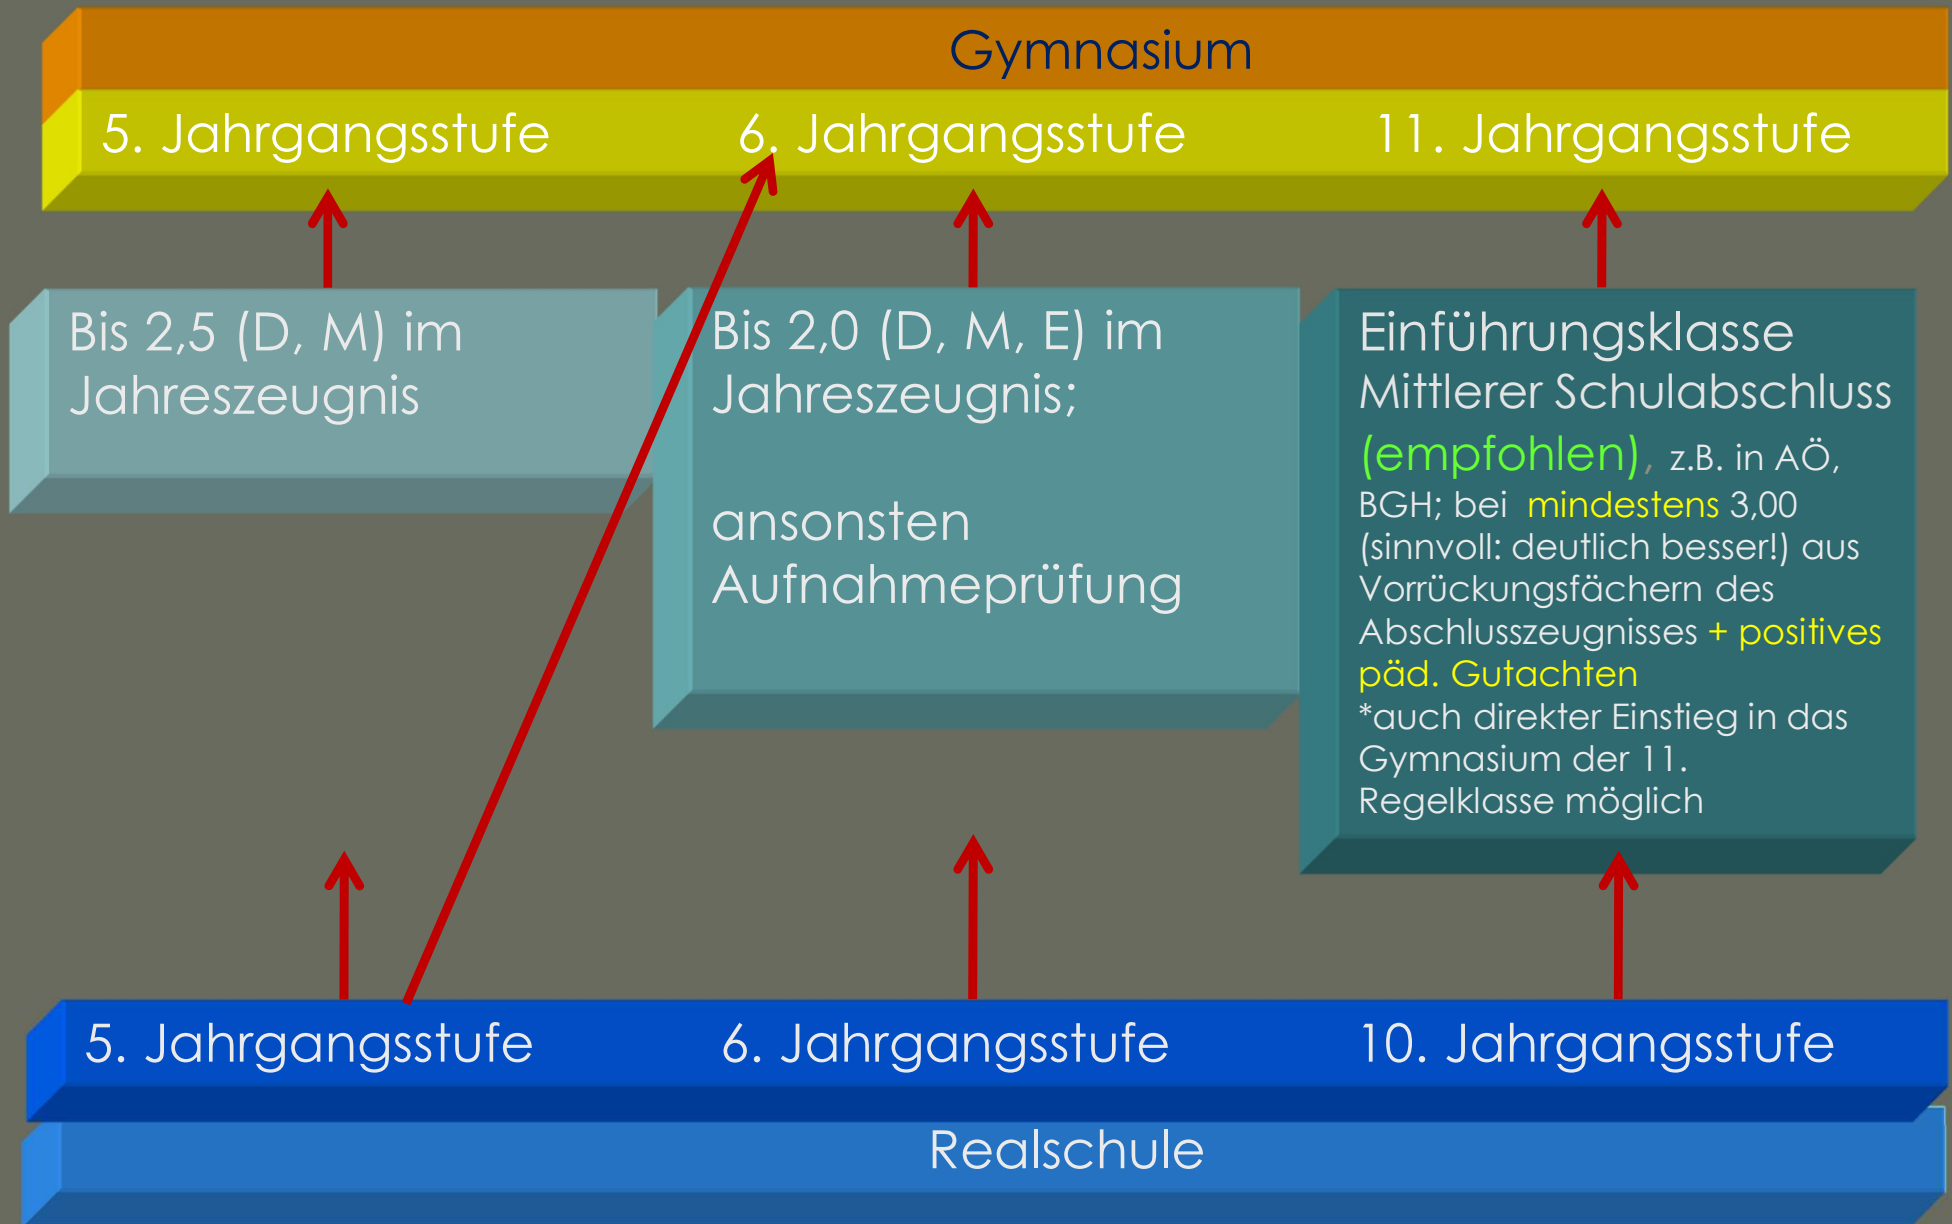 Gymnasium
5. Jahrgangsstufe
6. Jahrgangsstufe
11. Jahrgangsstufe
Bis 2,5 (D, M) im
Jahreszeugnis
Bis 2,0 (D, M, E) im
Jahreszeugnis;
ansonsten
Aufnahmeprüfung
Einführungsklasse
Mittlerer Schulabschluss
(empfohlen), z.B. in AÖ,
BGH; bei mindestens 3,00
(sinnvoll: deutlich besser!) aus
Vorrückungsfächern des
Abschlusszeugnisses + positives
päd. Gutachten
*auch direkter Einstieg in das
Gymnasium der 11.
Regelklasse möglich
5. Jahrgangsstufe
6. Jahrgangsstufe
10. Jahrgangsstufe
Realschule